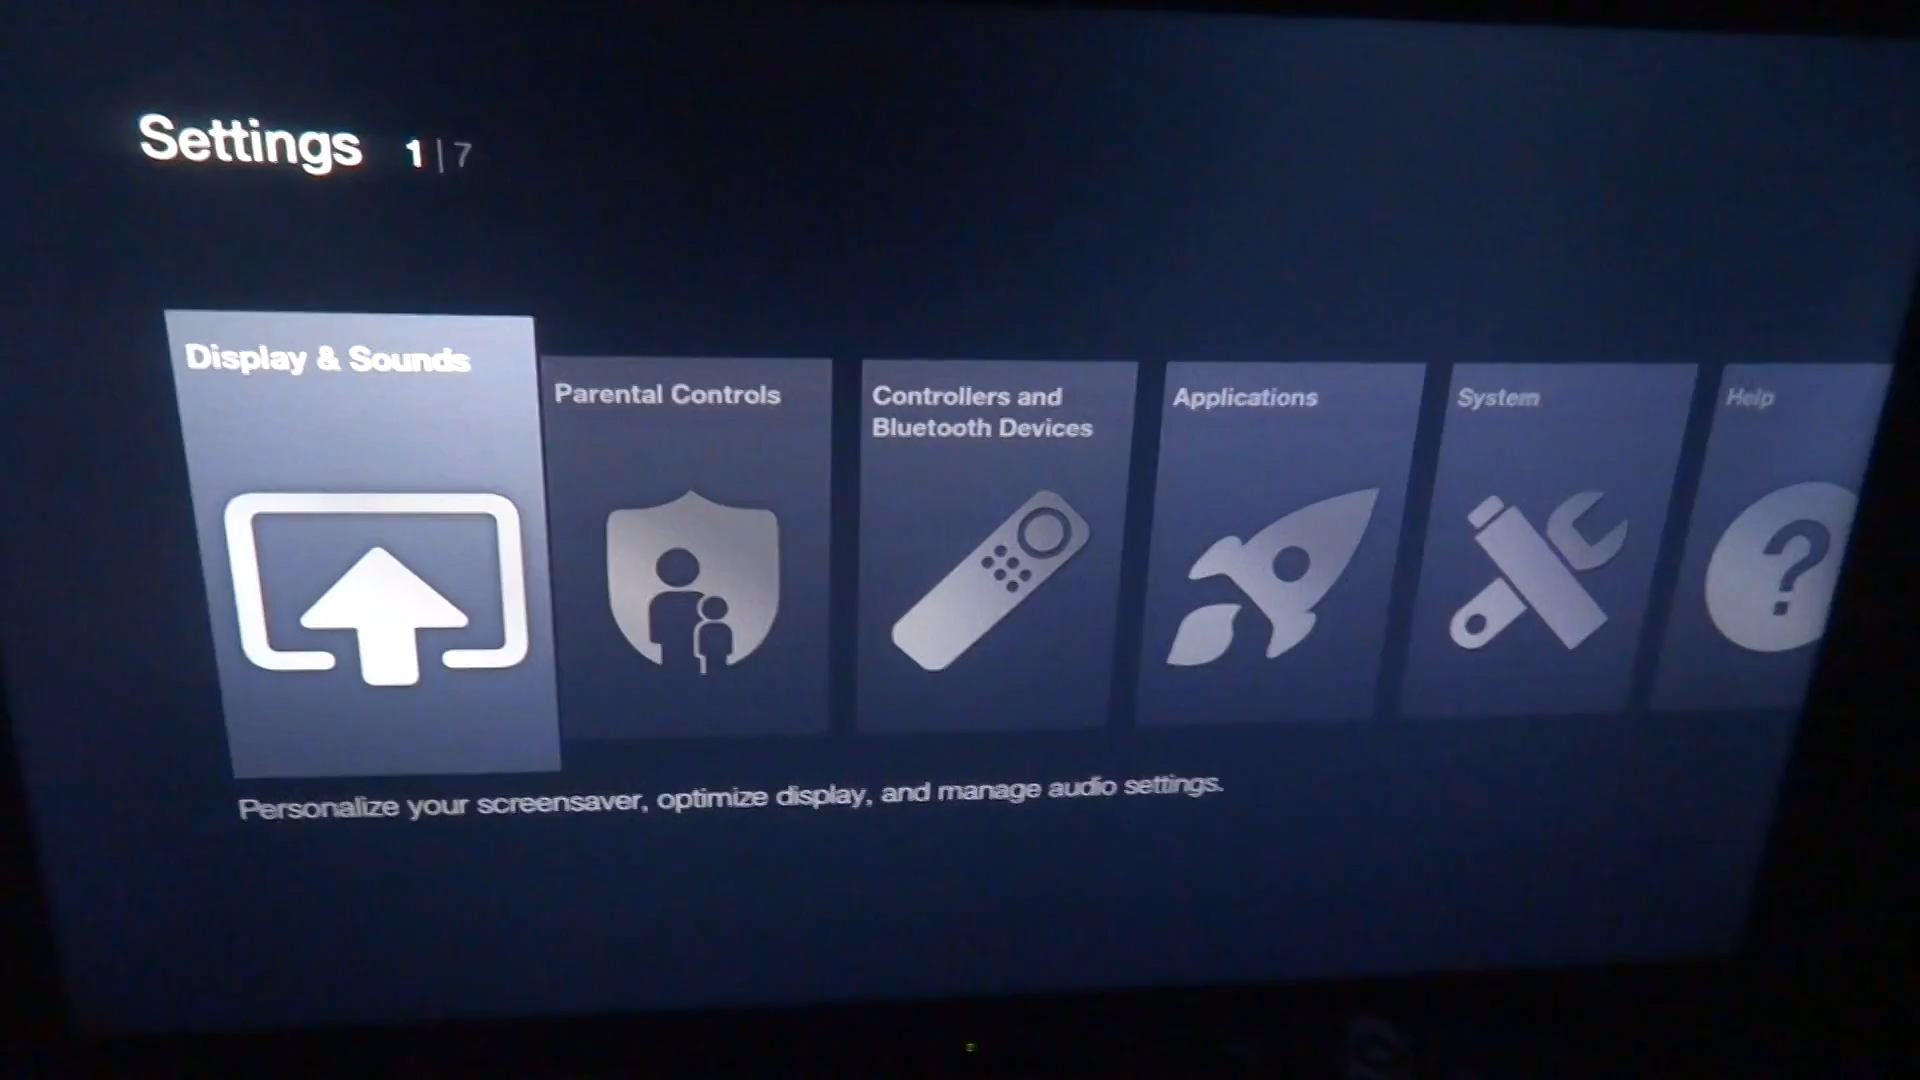 Settings 1 | 7
Display & Sounds
Parental Controls
Controllers and
Bluetooth Devices
Applications
System
Help
Personalize your screensaver, optimize display, and manage audio settings.